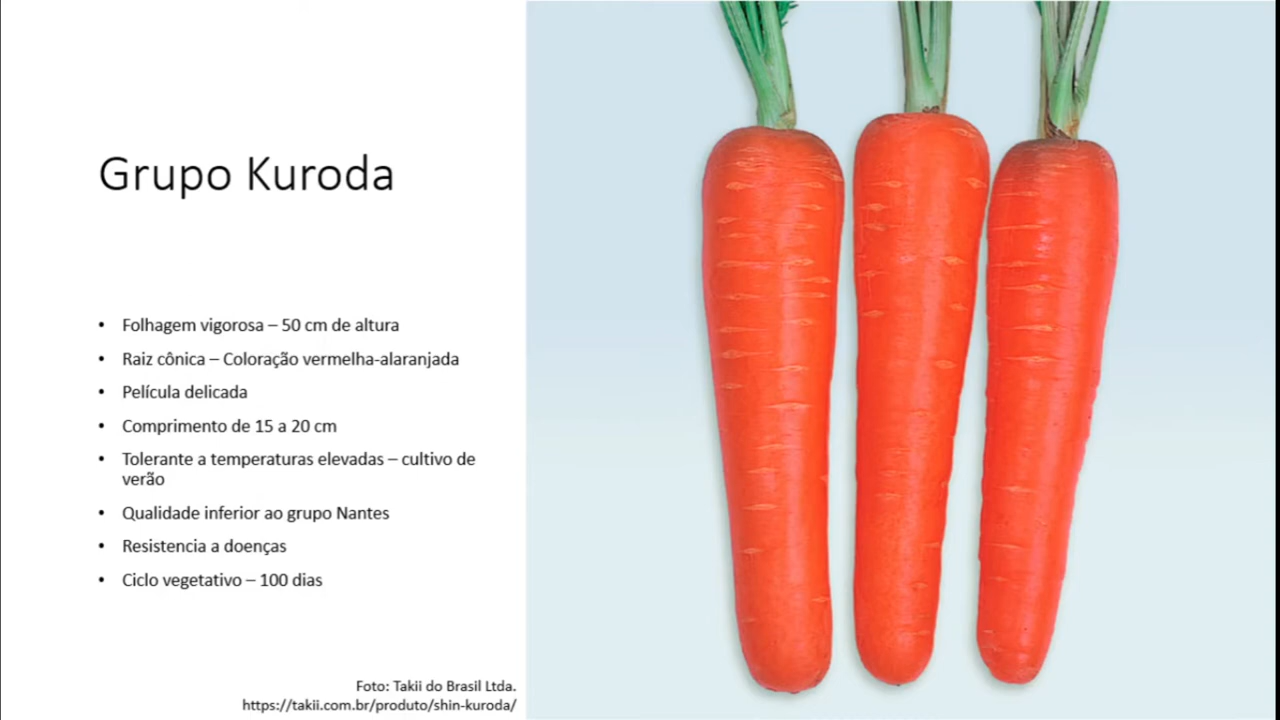 Grupo Kuroda
• Folhagem vigorosa – 50 cm de altura
• Raiz cônica – Coloração vermelha-alaranjada
• Película delicada
• Comprimento de 15 a 20 cm
• Tolerante a temperaturas elevadas – cultivo de
verão
• Qualidade inferior ao grupo Nantes
• Resistencia a doenças
• Ciclo vegetativo – 100 dias
Foto: Takii do Brasil Ltda.
https://takii.com.br/produto/shin-kuroda/